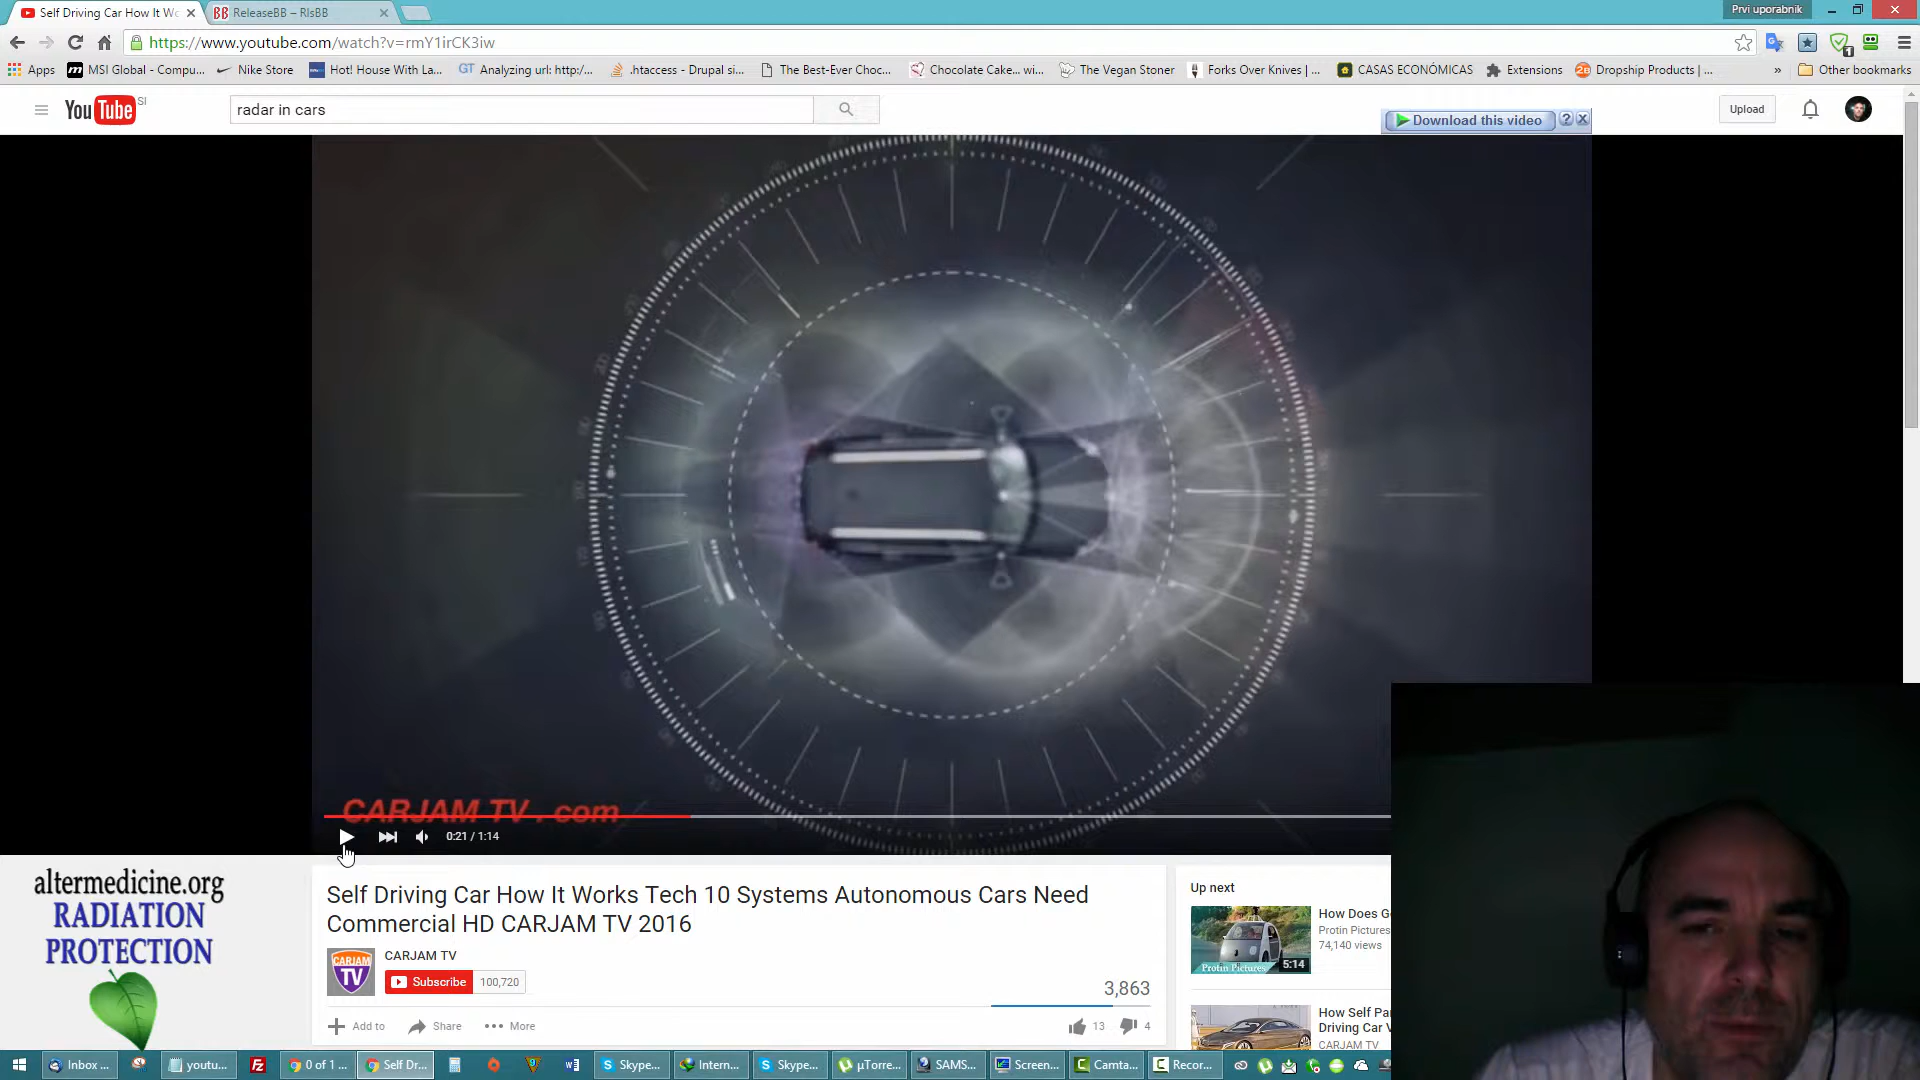 Self Driving Car How It Wo
ReleaseBB – RlsBB
Prvi uporabnik
https://www.youtube.com/watch?v=rmY1irCK3iw
Apps
MSI Global - Compu...
Nike Store
Hot! House With La...
GT Analyzing url: http:/...
.htaccess - Drupal si...
The Best-Ever Choc...
Chocolate Cake... wi...
The Vegan Stoner
Forks Over Knives | ...
CASAS ECONÓMICAS
Extensions
Dropship Products | ...
» Other bookmarks
YouTube SI
radar in cars
Download this video
Upload
CARJAM TV . com
0:21 / 1:14
altermedicine.org
RADIATION
PROTECTION
Self Driving Car How It Works Tech 10 Systems Autonomous Cars Need
Commercial HD CARJAM TV 2016
CARJAM TV
CARJAM TV
Subscribe 100,720
3,863
Add to
Share
More
13
4
Up next
How Does G
Protin Pictures
74,140 views
Protin Pictures
5:14
How Self Pa
Driving Car V
CARJAM TV
Inbox ...
youtu...
0 of 1 ...
Self Dr...
Skype...
Intern...
Skype...
µTorre...
SAMS...
Screen...
Camta...
Recor...